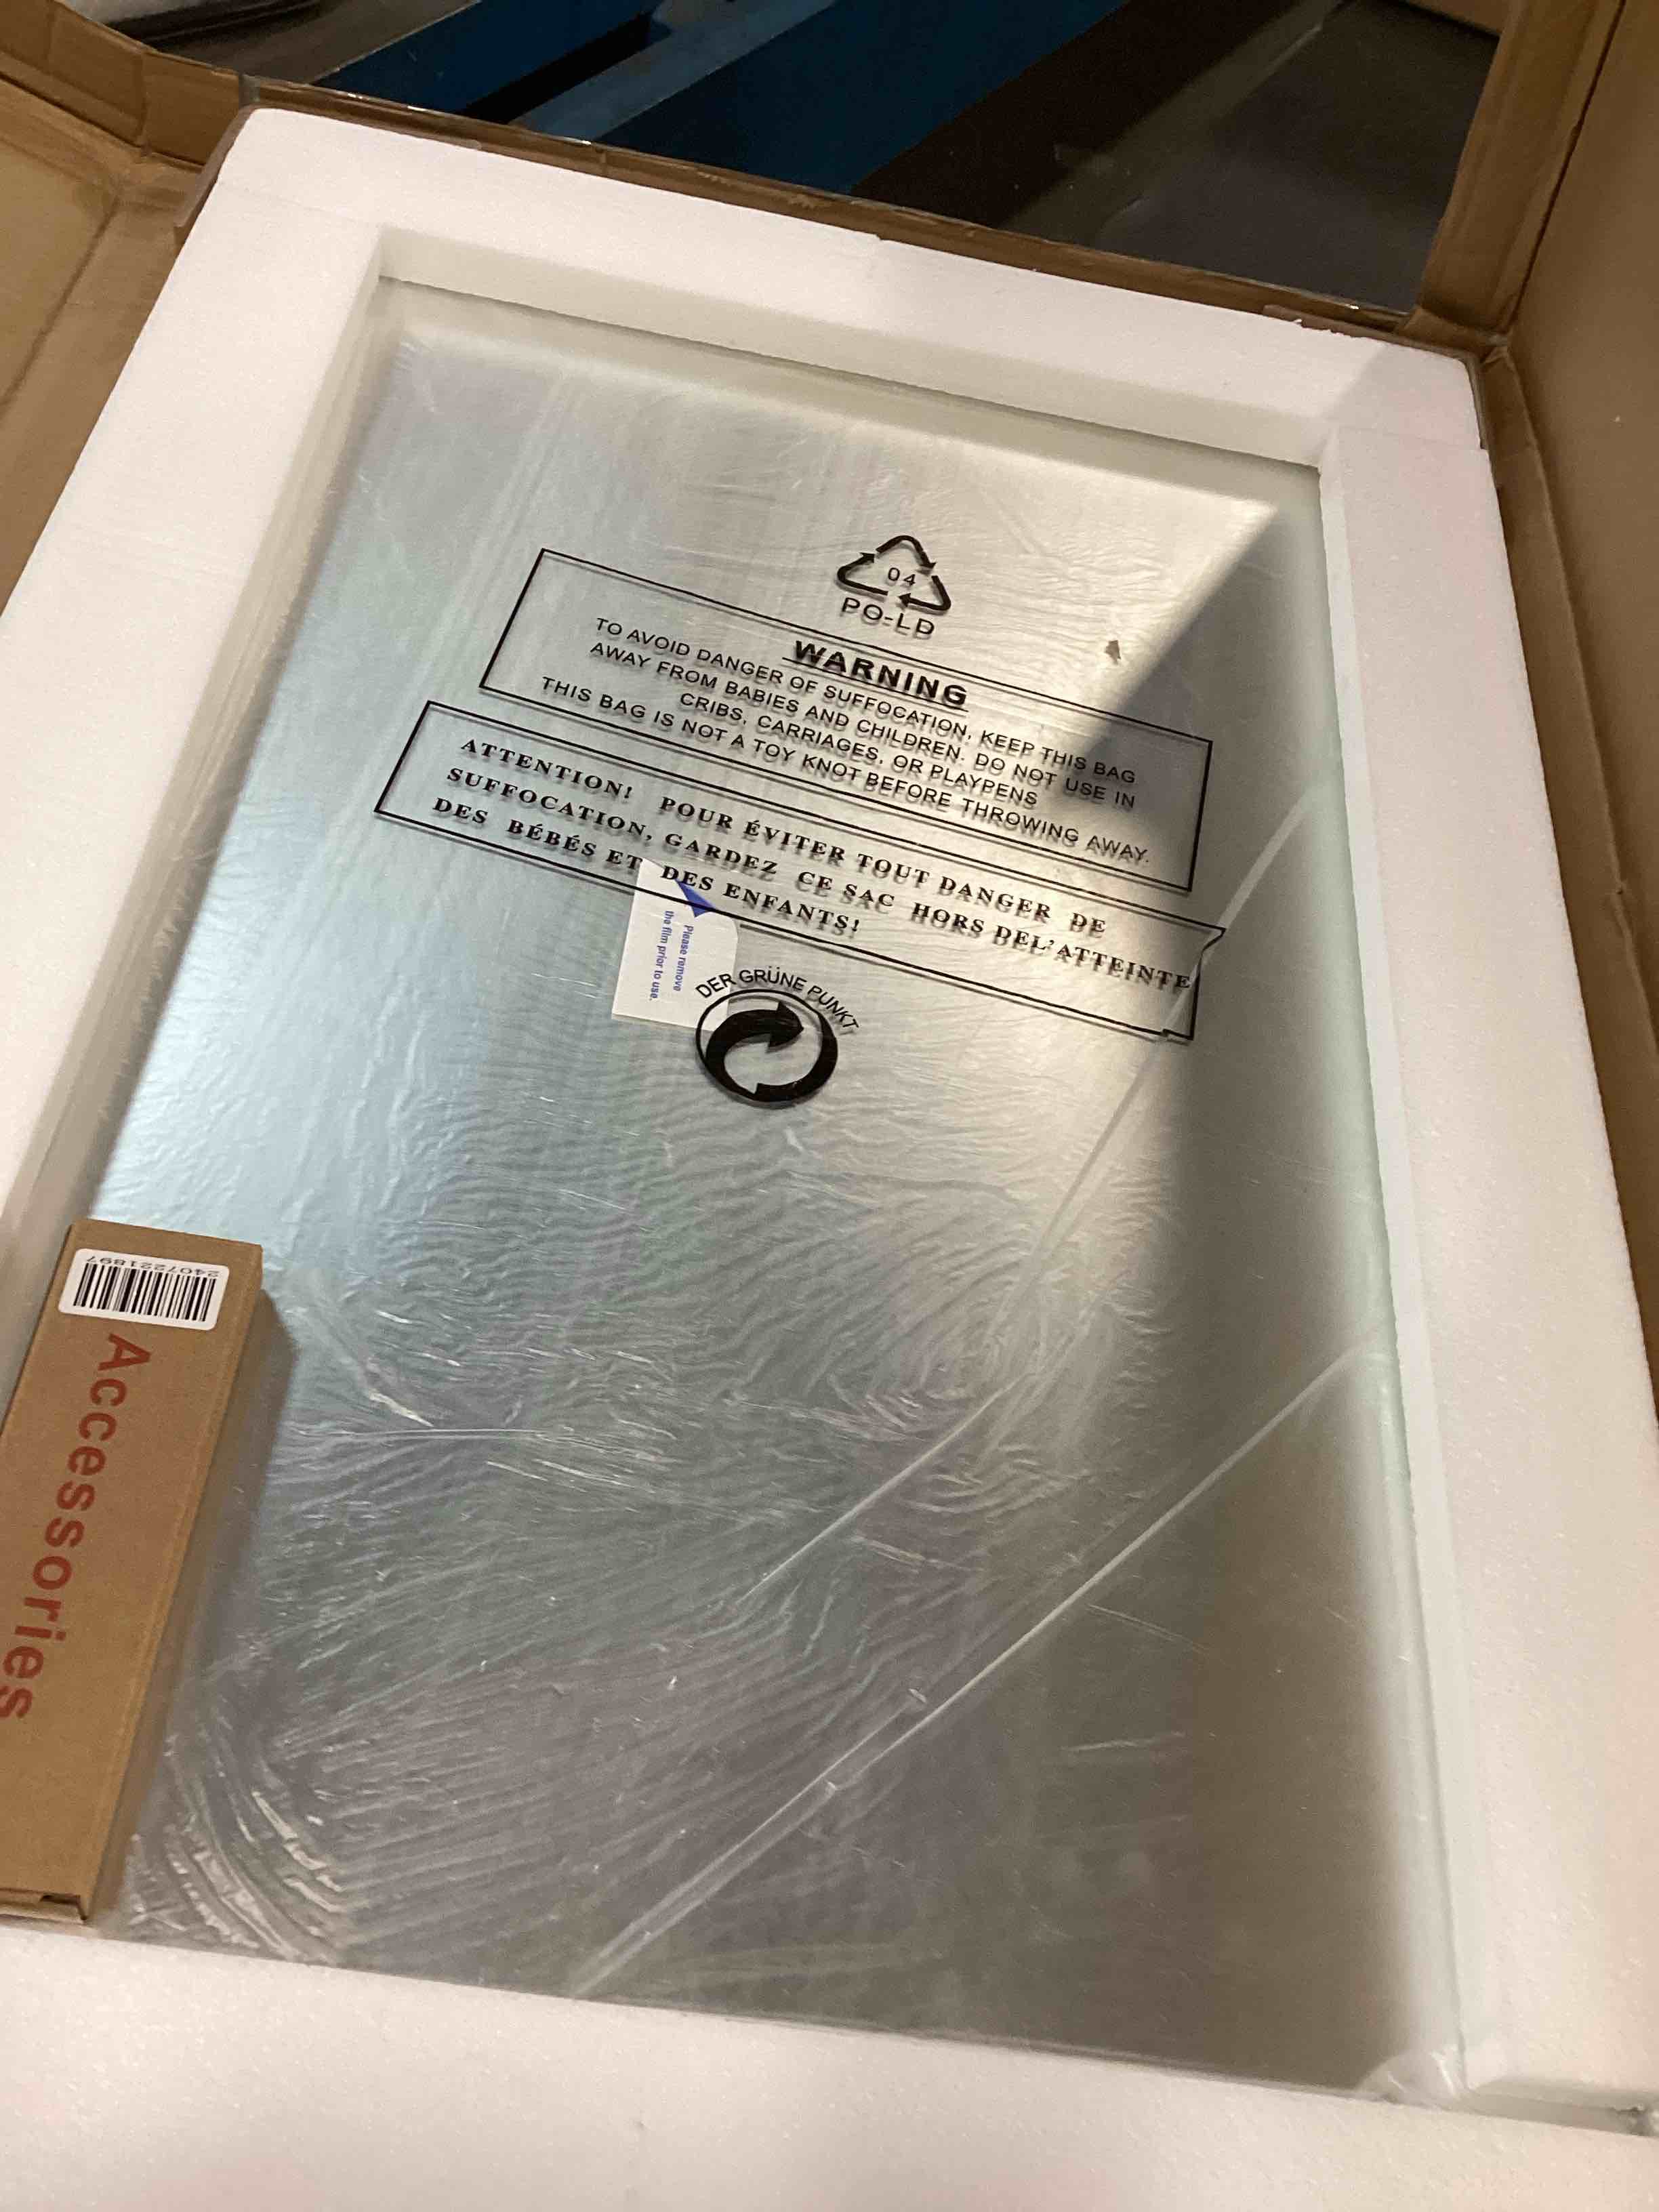 04
PO-LD
WARNING
TO AVOID DANGER OF SUFFOCATION, KEEP THIS BAG
AWAY FROM BABIES AND CHILDREN. DO NOT USE IN
CRIBS, CARRIAGES, OR PLAYPENS
THIS BAG IS NOT A TOY KNOT BEFORE THROWING AWAY.
ATTENTION! POUR ÉVITER TOUT DANGER DE
SUFFOCATION, GARDEZ CE SAC HORS DEL'ATTEINTE
DES BÉBÉS ET DES ENFANTS!
Please remove
the film prior to use.
DER GRÜNE PUNKT
2407221897
Accessories